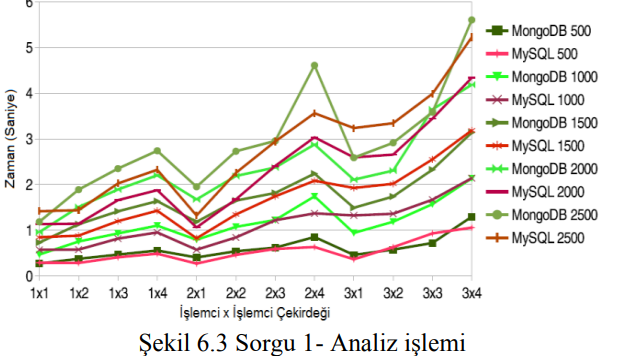 6
5
4
3
2
1
0
Zaman (Saniye)
1x1 1x2 1x3 1x4 2x1 2x2 2x3 2x4 3x1 3x2 3x3 3x4
İşlemci x İşlemci Çekirdeği
MongoDB 500
MySQL 500
MongoDB 1000
MySQL 1000
MongoDB 1500
MySQL 1500
MongoDB 2000
MySQL 2000
MongoDB 2500
MySQL 2500
Şekil 6.3 Sorgu 1- Analiz işlemi